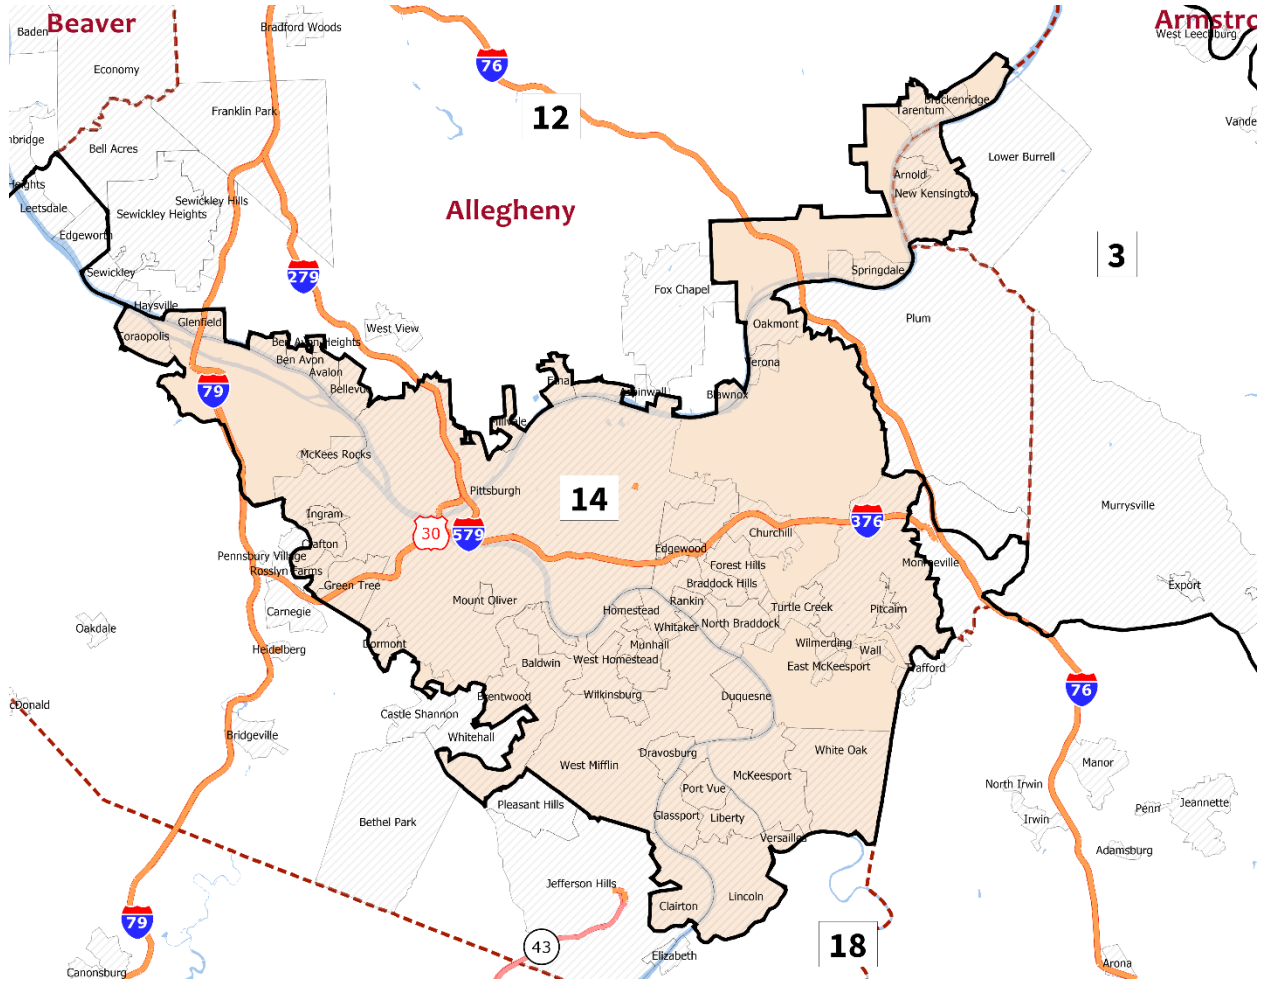 Beaver
Armstro
Baden
Bradford Woods
West Leechburg
76
Economy
12
Franklin Park
Brackenridge
Tarentum
Vande
nbridge
Bell Acres
Lower Burrell
Arnold
Heights
New Kensington
Leetsdale
Sewickley Hills
Sewickley Heights
Allegheny
Edgeworth
3
Sewickley
279
Springdale
Fox Chapel
Haysville
Glenfield
Coraopolis
West View
Oakmont
Plum
Ben Avon Heights
Ben Avon
Avalon
Verona
Bellevue
79
Etna
Aspinwall
Blawnox
Millvale
McKees Rocks
Pittsburgh
14
Murrysville
Ingram
30
579
376
Churchill
Crafton
Edgewood
Pennsbury Village
Monroeville
Rosslyn Farms
Forest Hills
Green Tree
Braddock Hills
Export
Mount Oliver
Rankin
Carnegie
Homestead
Turtle Creek
Pitcairn
Oakdale
Whitaker
North Braddock
Dormont
Munhall
Wilmerding
Heidelberg
Wall
Baldwin
West Homestead
East McKeesport
Trafford
76
cDonald
Brentwood
Wilkinsburg
Duquesne
Castle Shannon
Bridgeville
Whitehall
Dravosburg
White Oak
West Mifflin
Manor
McKeesport
North Irwin
Port Vue
Pleasant Hills
Penn
Jeannette
Bethel Park
Glassport
Liberty
Irwin
Versailles
Adamsburg
Jefferson Hills
Lincoln
Clairton
79
43
18
Elizabeth
Canonsburg
Arona